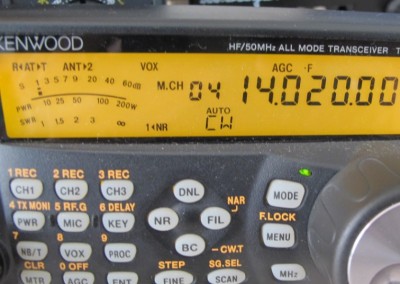 KENWOOD
HF/50MHz ALL MODE TRANSCEIVER
R◄AT►T ANT►2 VOX AGC -F
S 1 3 5 7 9 20 40 60dB
M.CH 04 14.020.00
PWR 10 25 50 100 200W
AUTO
SWR 1 1.5 2 3 ∞
1◄NR CW
1 REC 2 REC 3 REC
CH1 CH2 CH3 DNL MODE
4 TX MONI 5 RF.G 6 DELAY NAR
PWR MIC KEY NR FIL F.LOCK
MENU
7 8 9
NB/T VOX PROC BC –CW.T
CLR 0 OFF STEP SG.SEL MHz
MTR AGC ENT FINE SCAN